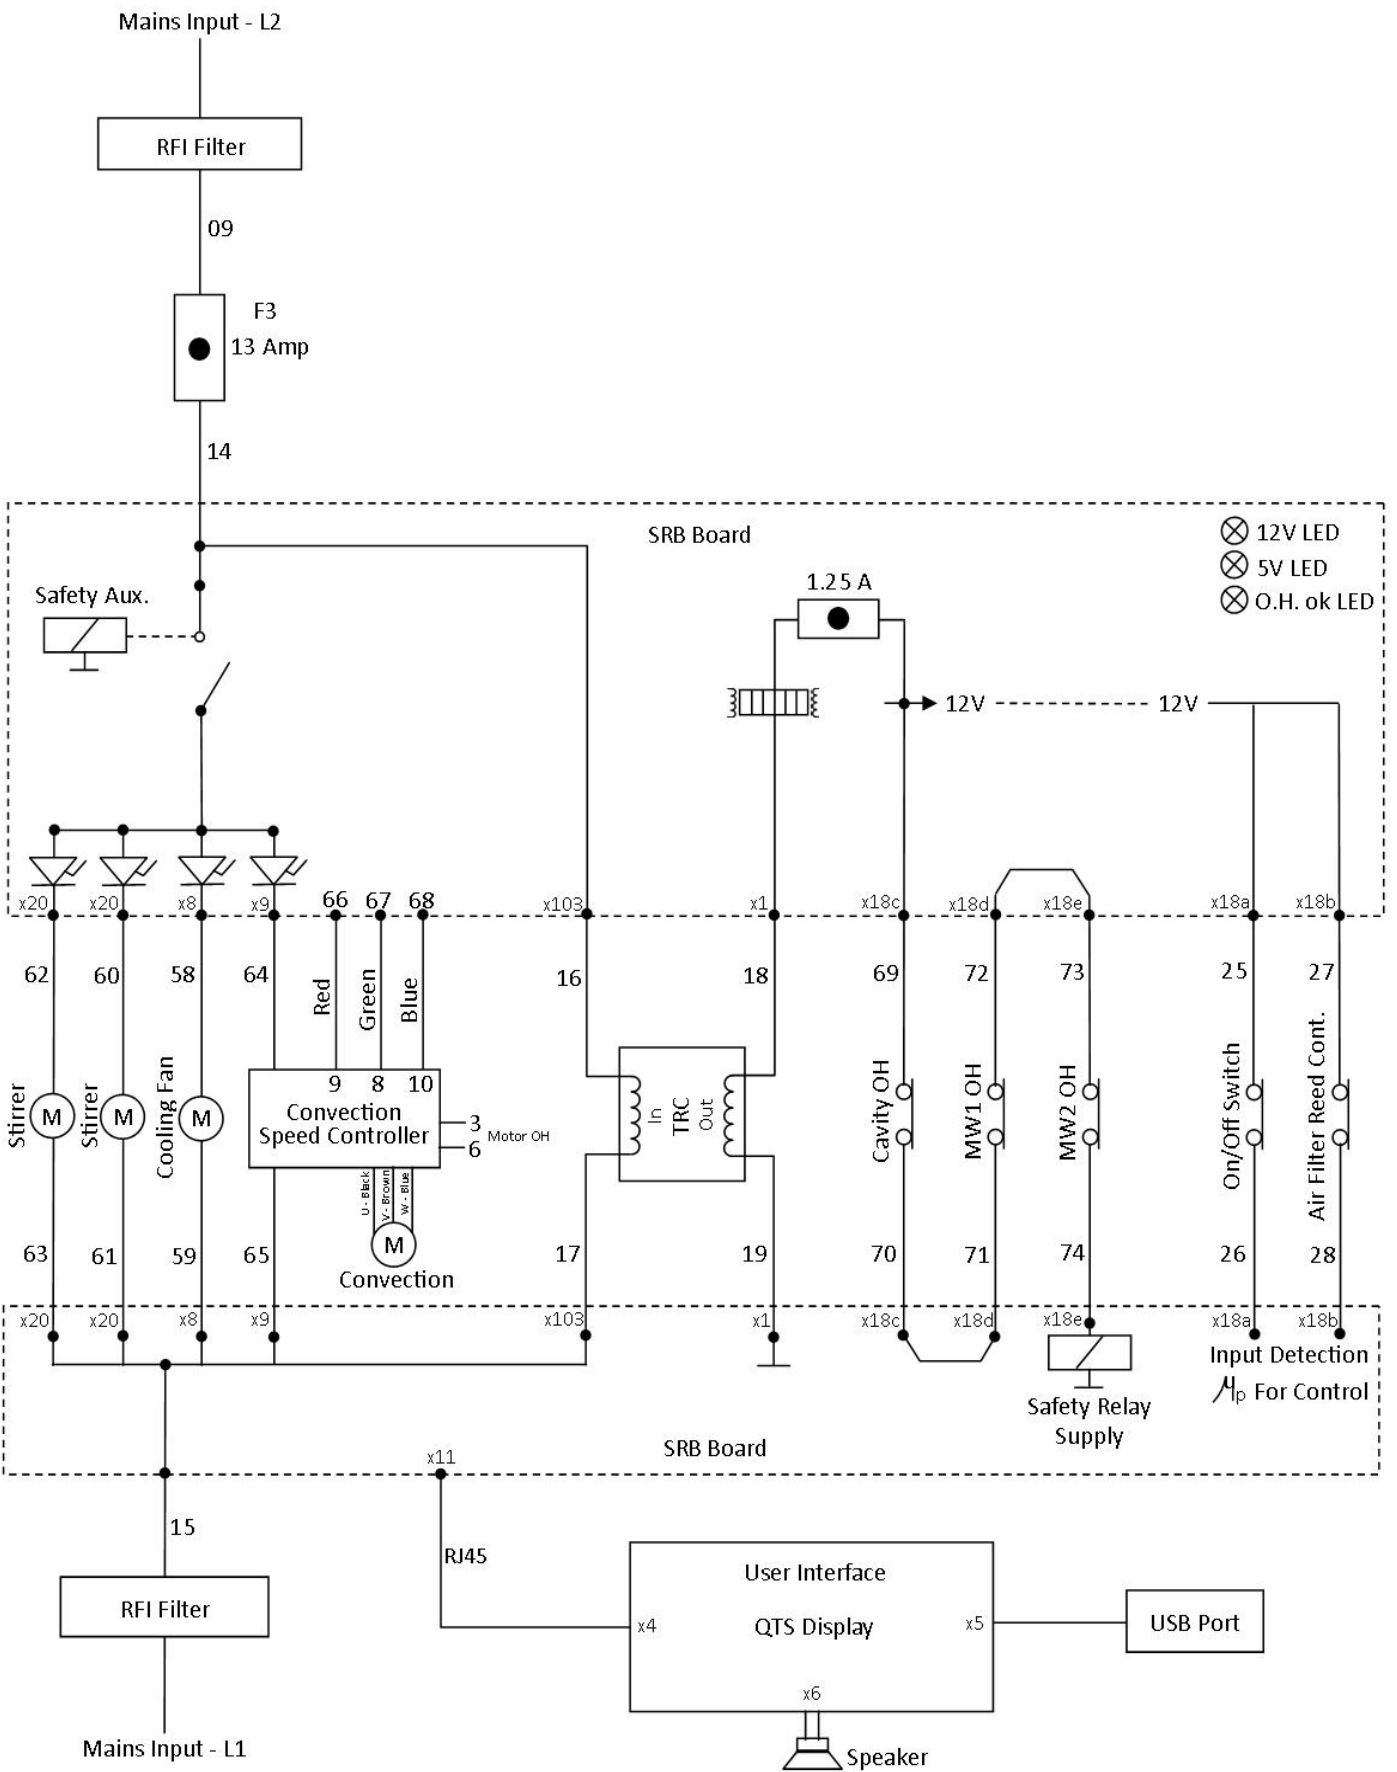 Mains Input - L2
RFI Filter
09
F3
13 Amp
14
SRB Board
12V LED
5V LED
O.H. ok LED
Safety Aux.
1.25 A
12V
12V
x20
x20
x8
x9
66
67
68
x103
x1
x18c
x18d
x18e
x18a
x18b
62
60
58
64
Red
Green
Blue
16
18
69
72
73
25
27
Stirrer
M
Stirrer
M
Cooling Fan
M
9
8
10
Convection
Speed Controller
3
6
Motor OH
U - Black
V - Brown
W - Blue
M
Convection
In
TRC
Out
Cavity OH
MW1 OH
MW2 OH
On/Off Switch
Air Filter Reed Cont.
63
61
59
65
17
19
70
71
74
26
28
x20
x20
x8
x9
x103
x1
x18c
x18d
x18e
x18a
x18b
Input Detection
μp For Control
Safety Relay
Supply
SRB Board
x11
15
RJ45
RFI Filter
User Interface
QTS Display
x4
x5
x6
USB Port
Speaker
Mains Input - L1